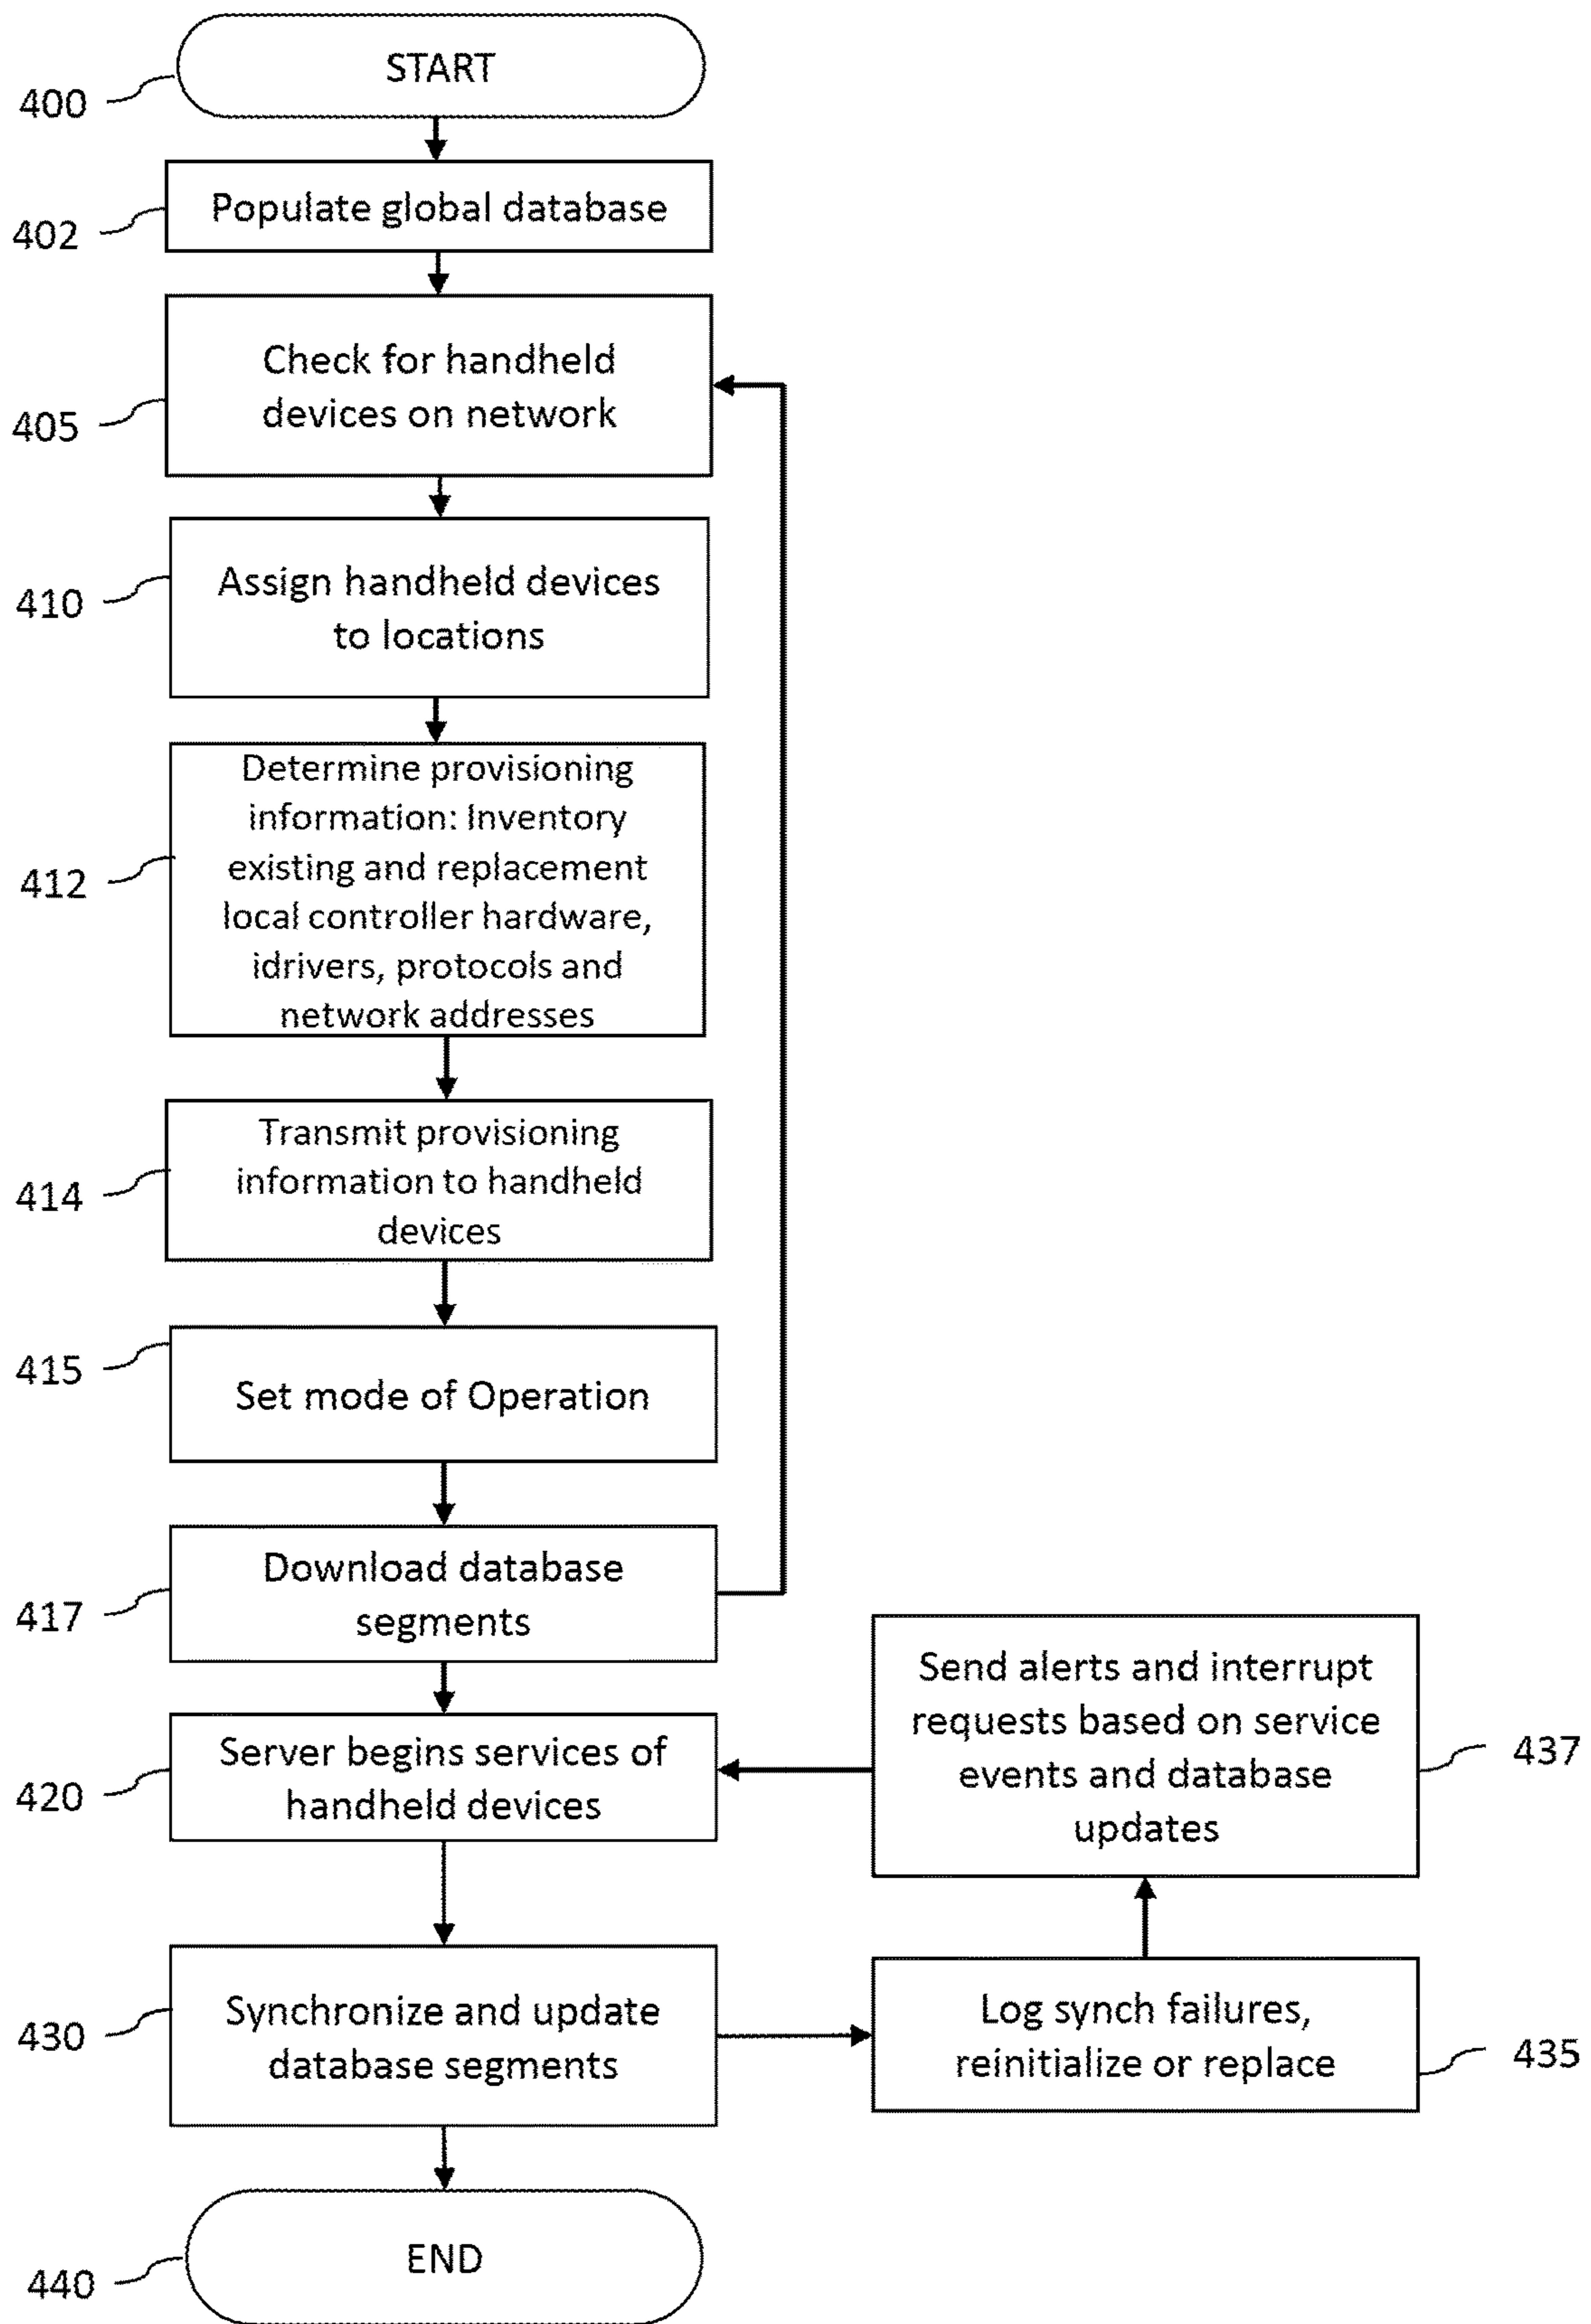 START
400
Populate global database
402
Check for handheld
devices on network
405
Assign handheld devices
to locations
410
Determine provisioning
information: Inventory
existing and replacement
local controller hardware,
idrivers, protocols and
network addresses
412
Transmit provisioning
information to handheld
devices
414
Set mode of Operation
415
Download database
segments
417
Server begins services of
handheld devices
420
Send alerts and interrupt
requests based on service
events and database
updates
437
Synchronize and update
database segments
430
Log synch failures,
reinitialize or replace
435
END
440